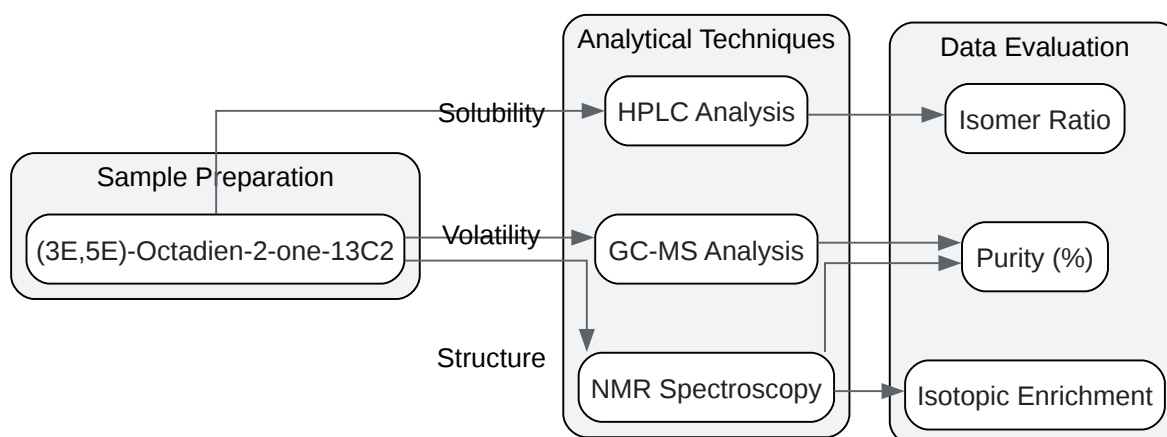 Analytical Techniques
Data Evaluation
Solubility
HPLC Analysis
Isomer Ratio
Sample Preparation
(3E,5E)-Octadien-2-one-13C2
Volatility
GC-MS Analysis
Purity (%)
Structure
NMR Spectroscopy
Isotopic Enrichment